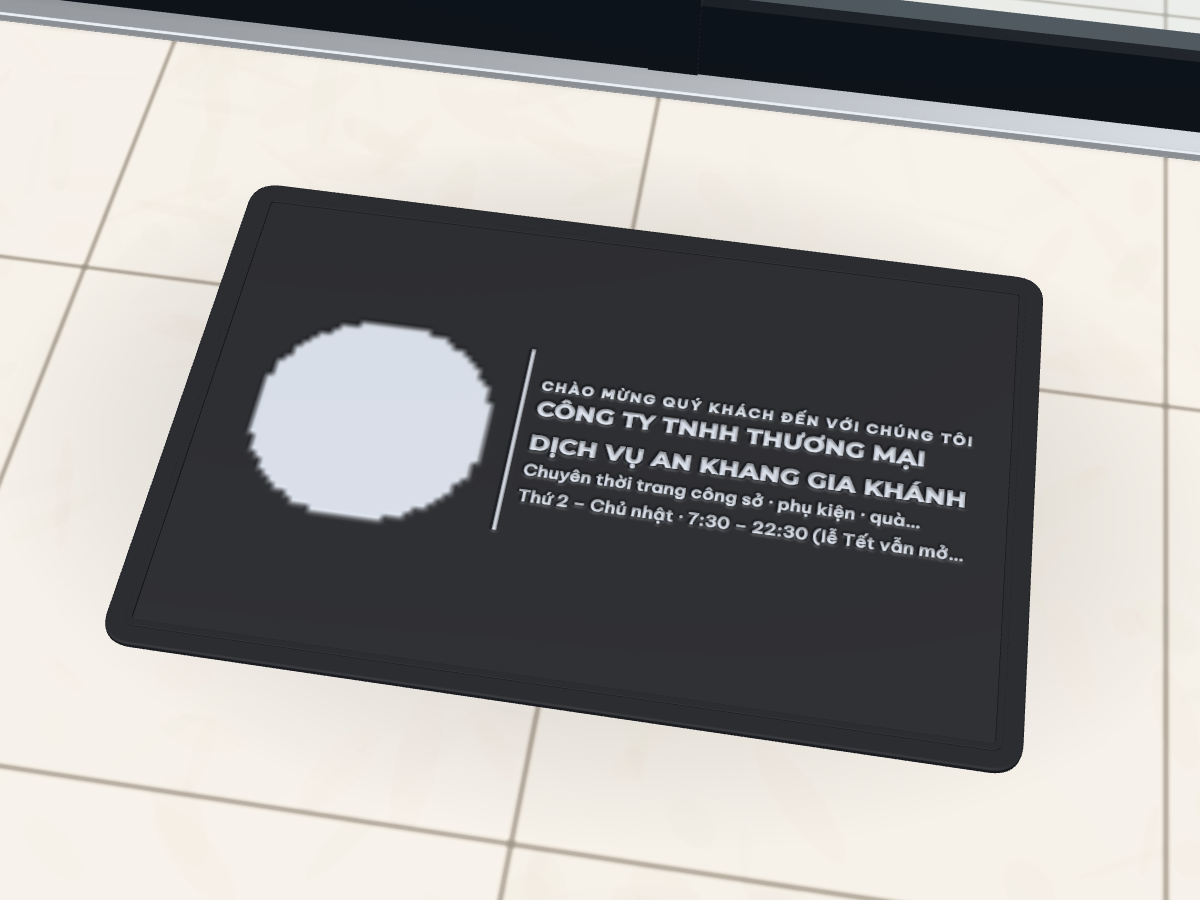 CHÀO MỪNG QUÝ KHÁCH ĐẾN VỚI CHÚNG TÔI
CÔNG TY TNHH THƯƠNG MẠI
DỊCH VỤ AN KHANG GIA KHÁNH
Chuyên thời trang công sở · phụ kiện · quà...
Thứ 2 – Chủ nhật · 7:30 – 22:30 (lễ Tết vẫn mở...